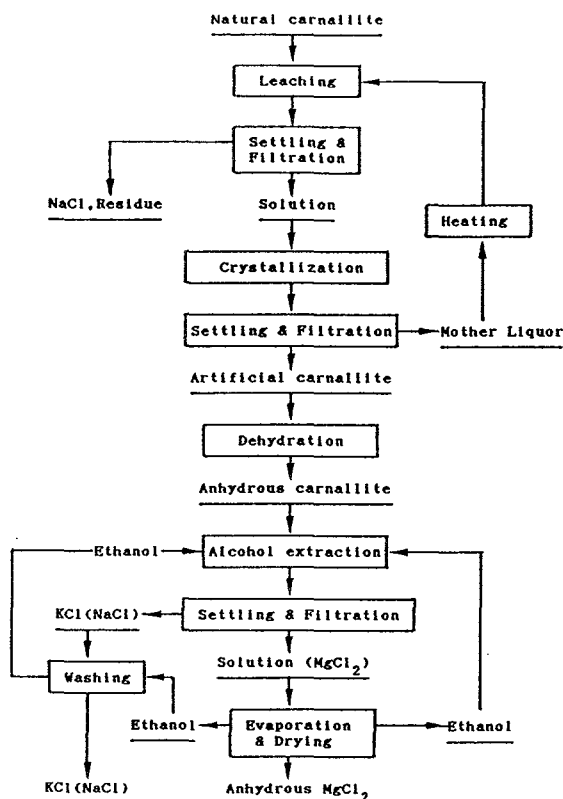 Natural carnallite
Leaching
Settling &
Filtration
NaCl,Residue
Solution
Heating
Crystallization
Settling & Filtration
Mother Liquor
Artificial carnallite
Dehydration
Anhydrous carnallite
Ethanol
Alcohol extraction
KCl(NaCl)
Settling & Filtration
Solution (MgCl₂)
Washing
Ethanol
Evaporation
& Drying
Ethanol
KCl(NaCl)
Anhydrous MgCl₂